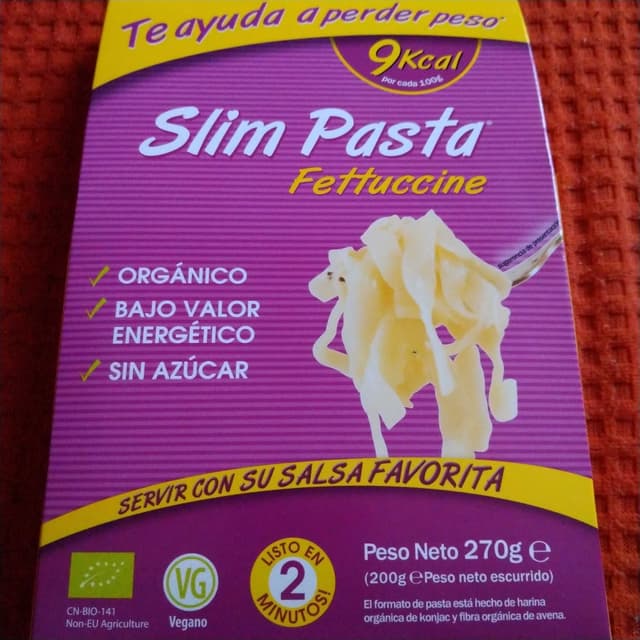 Te ayuda a perder peso*
9Kcal
por cada 100g
Slim Pasta®
Fettuccine
ORGÁNICO
BAJO VALOR
ENERGÉTICO
SIN AZÚCAR
SERVIR CON SU SALSA FAVORITA
CN-BIO-141
Non-EU Agriculture
VG
Vegano
LISTO EN
2
MINUTOS!
Peso Neto 270g ℮
(200g ℮ Peso neto escurrido)
El formato de pasta está hecho de harina
orgánica de konjac y fibra orgánica de avena.